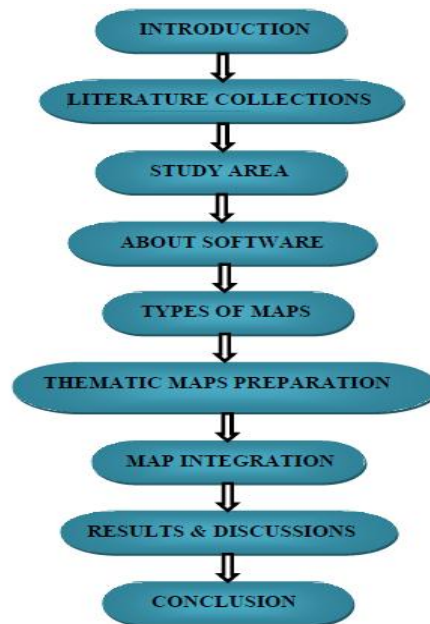 INTRODUCTION
LITERATURE COLLECTIONS
STUDY AREA
ABOUT SOFTWARE
TYPES OF MAPS
THEMATIC MAPS PREPARATION
MAP INTEGRATION
RESULTS & DISCUSSIONS
CONCLUSION